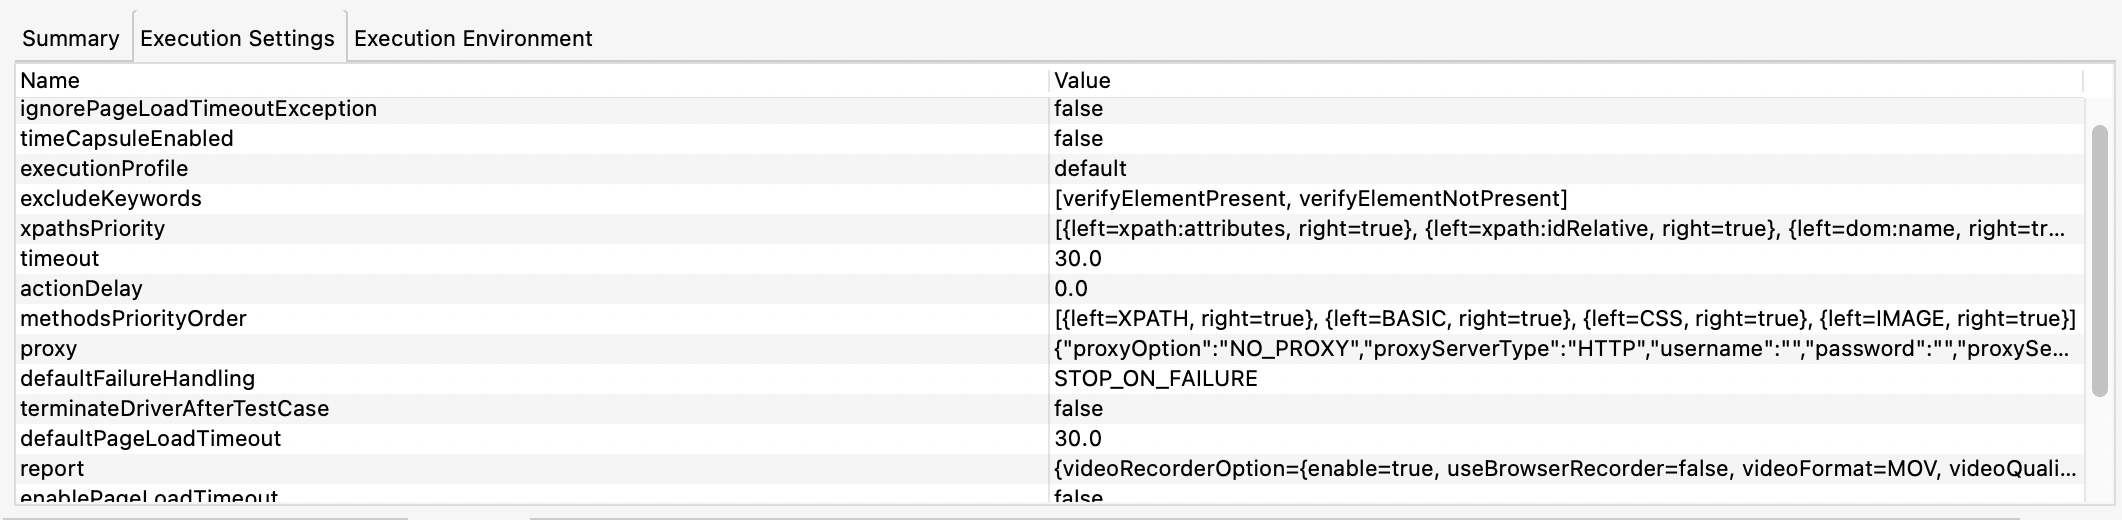 Summary Execution Settings Execution Environment
Name Value
ignorePageLoadTimeoutException false
timeCapsuleEnabled false
executionProfile default
excludeKeywords [verifyElementPresent, verifyElementNotPresent]
xpathsPriority [{left=xpath:attributes, right=true}, {left=xpath:idRelative, right=true}, {left=dom:name, right=tr...
timeout 30.0
actionDelay 0.0
methodsPriorityOrder [{left=XPATH, right=true}, {left=BASIC, right=true}, {left=CSS, right=true}, {left=IMAGE, right=true}]
proxy {"proxyOption":"NO_PROXY","proxyServerType":"HTTP","username":"","password":"","proxySe...
defaultFailureHandling STOP_ON_FAILURE
terminateDriverAfterTestCase false
defaultPageLoadTimeout 30.0
report {videoRecorderOption={enable=true, useBrowserRecorder=false, videoFormat=MOV, videoQuali...
enablePageLoadTimeout false